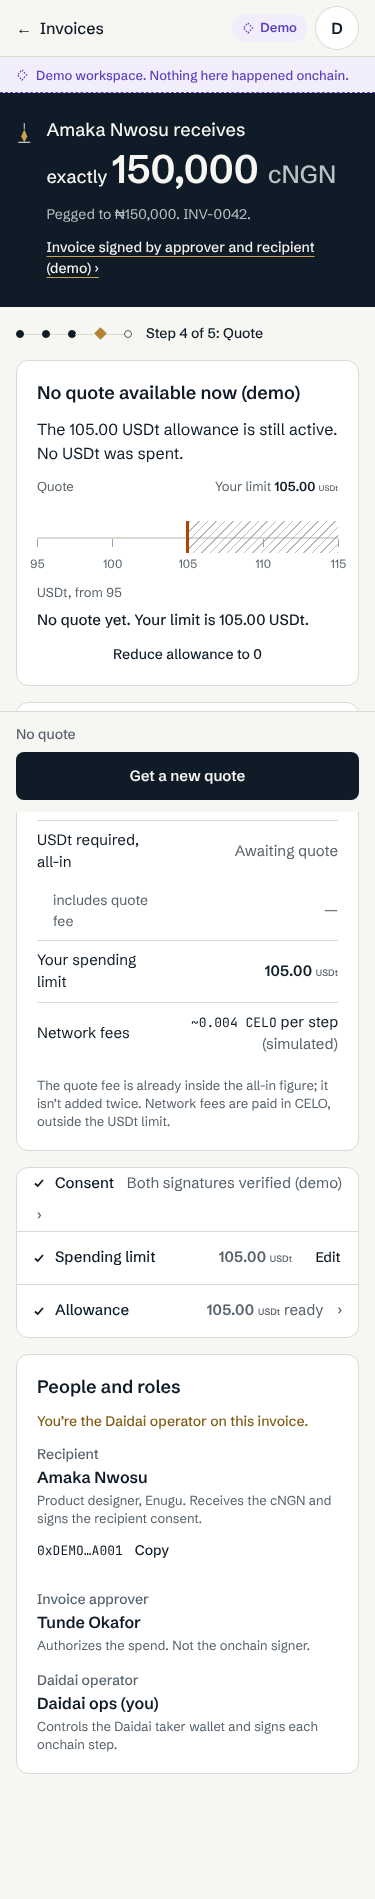 ← Invoices
Demo
D
Demo workspace. Nothing here happened onchain.
Amaka Nwosu receives
exactly 150,000 cNGN
Pegged to ₦150,000. INV-0042.
Invoice signed by approver and recipient
(demo) ›
Step 4 of 5: Quote
No quote available now (demo)
The 105.00 USDt allowance is still active.
No USDt was spent.
Quote
Your limit 105.00 USDt
95 100 105 110 115
USDt, from 95
No quote yet. Your limit is 105.00 USDt.
Reduce allowance to 0
No quote
Get a new quote
USDt required,
all-in
Awaiting quote
includes quote
fee
—
Your spending
limit
105.00 USDt
Network fees
~0.004 CELO per step
(simulated)
The quote fee is already inside the all-in figure; it
isn’t added twice. Network fees are paid in CELO,
outside the USDt limit.
Consent Both signatures verified (demo)
›
Spending limit 105.00 USDt Edit
Allowance 105.00 USDt ready ›
People and roles
You’re the Daidai operator on this invoice.
Recipient
Amaka Nwosu
Product designer, Enugu. Receives the cNGN and
signs the recipient consent.
0xDEMO…A001 Copy
Invoice approver
Tunde Okafor
Authorizes the spend. Not the onchain signer.
Daidai operator
Daidai ops (you)
Controls the Daidai taker wallet and signs each
onchain step.